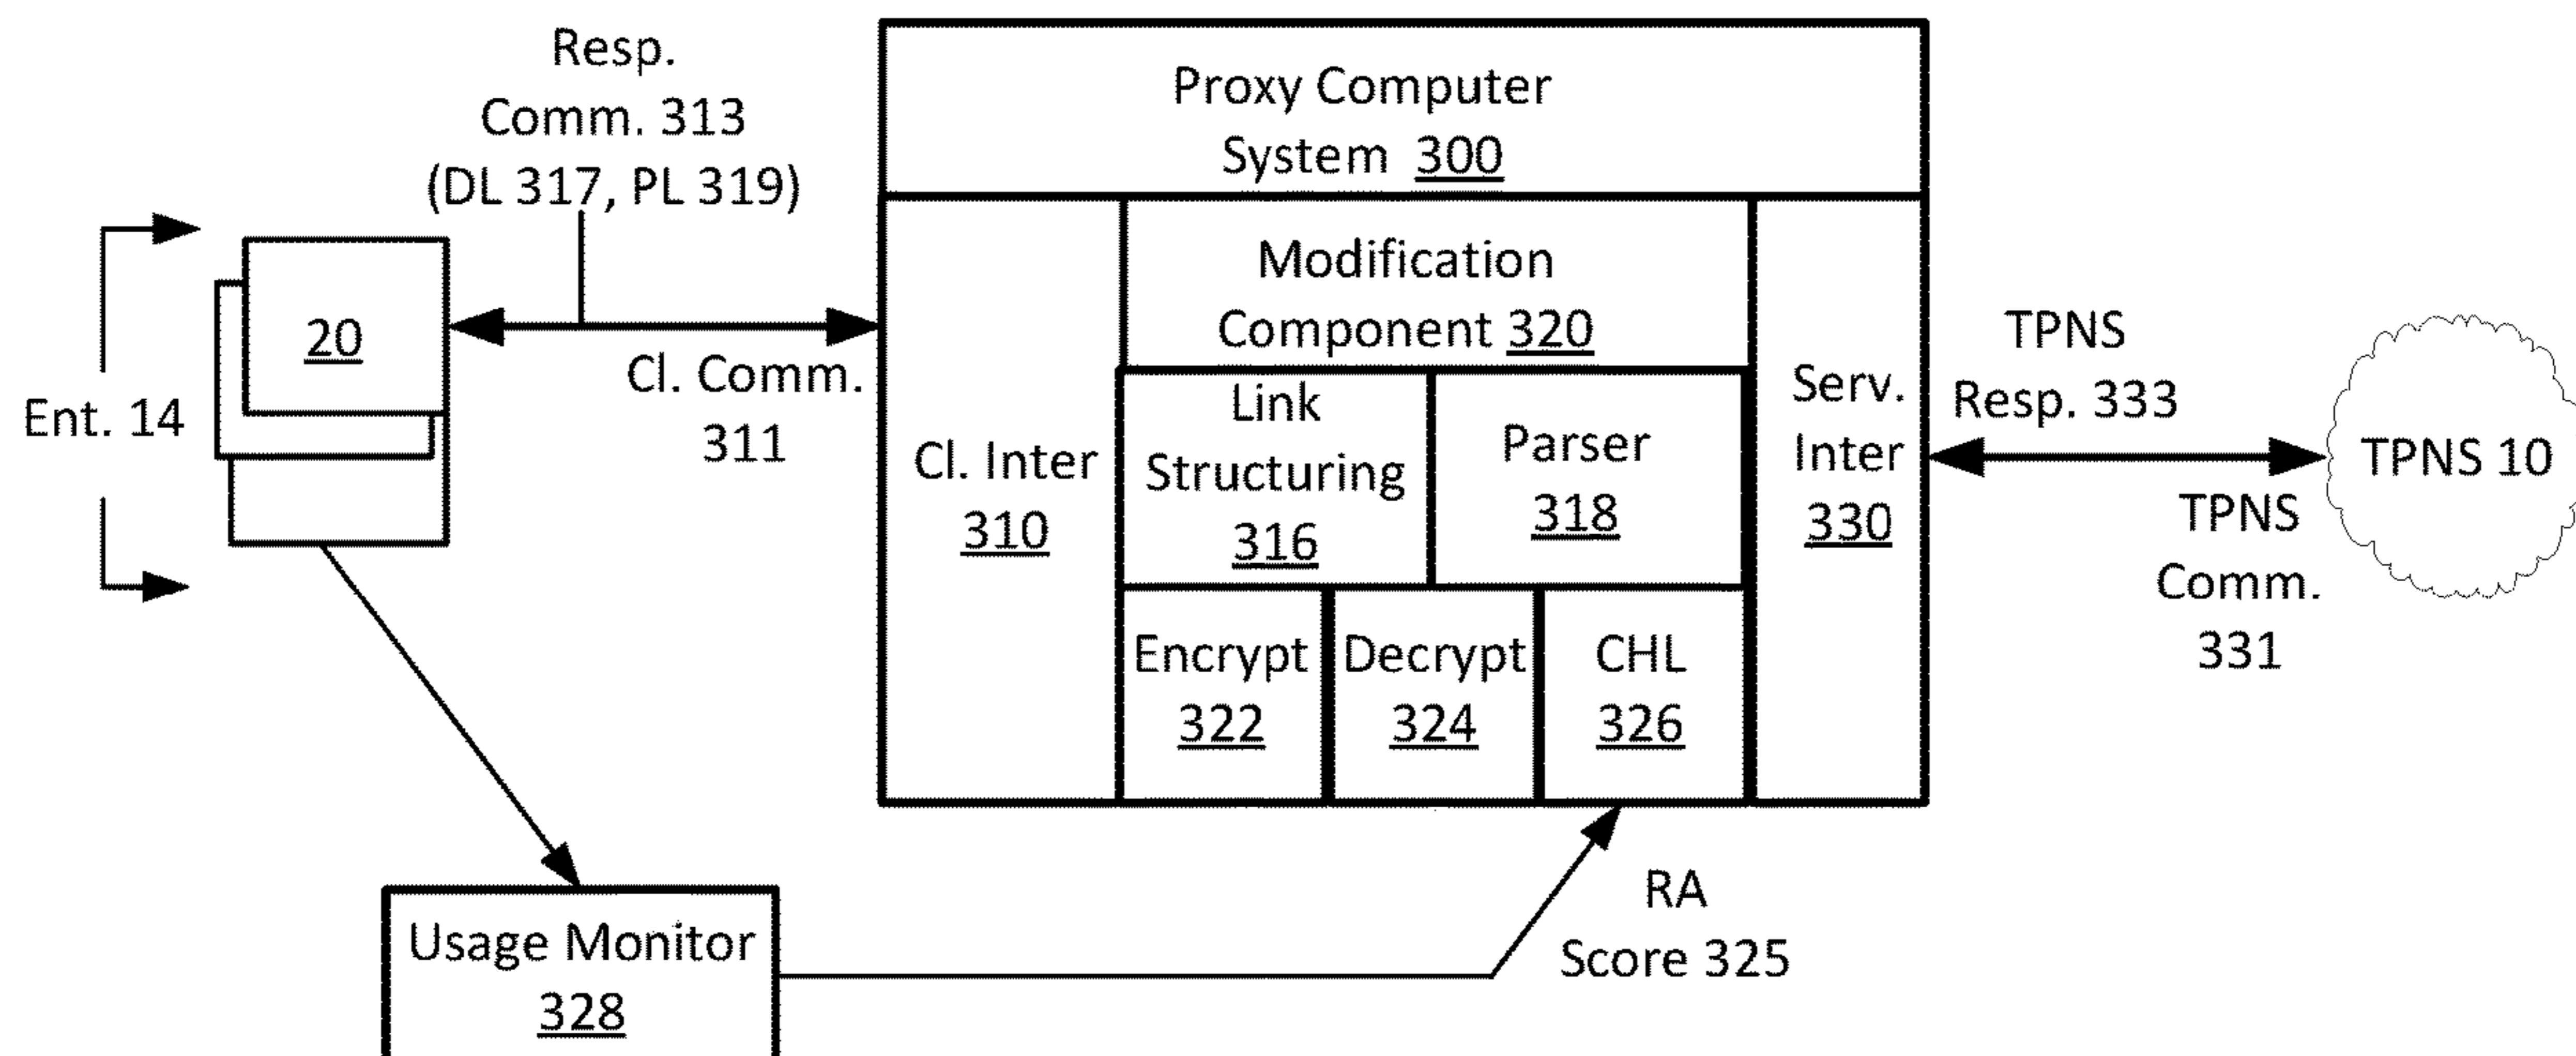 Resp.
Comm. 313
(DL 317, PL 319)
Ent. 14
20
Cl. Comm.
311
Proxy Computer
System 300
Cl. Inter
310
Modification
Component 320
Link
Structuring
316
Parser
318
Encrypt
322
Decrypt
324
CHL
326
Serv.
Inter
330
TPNS
Resp. 333
TPNS
Comm.
331
TPNS 10
Usage Monitor
328
RA
Score 325